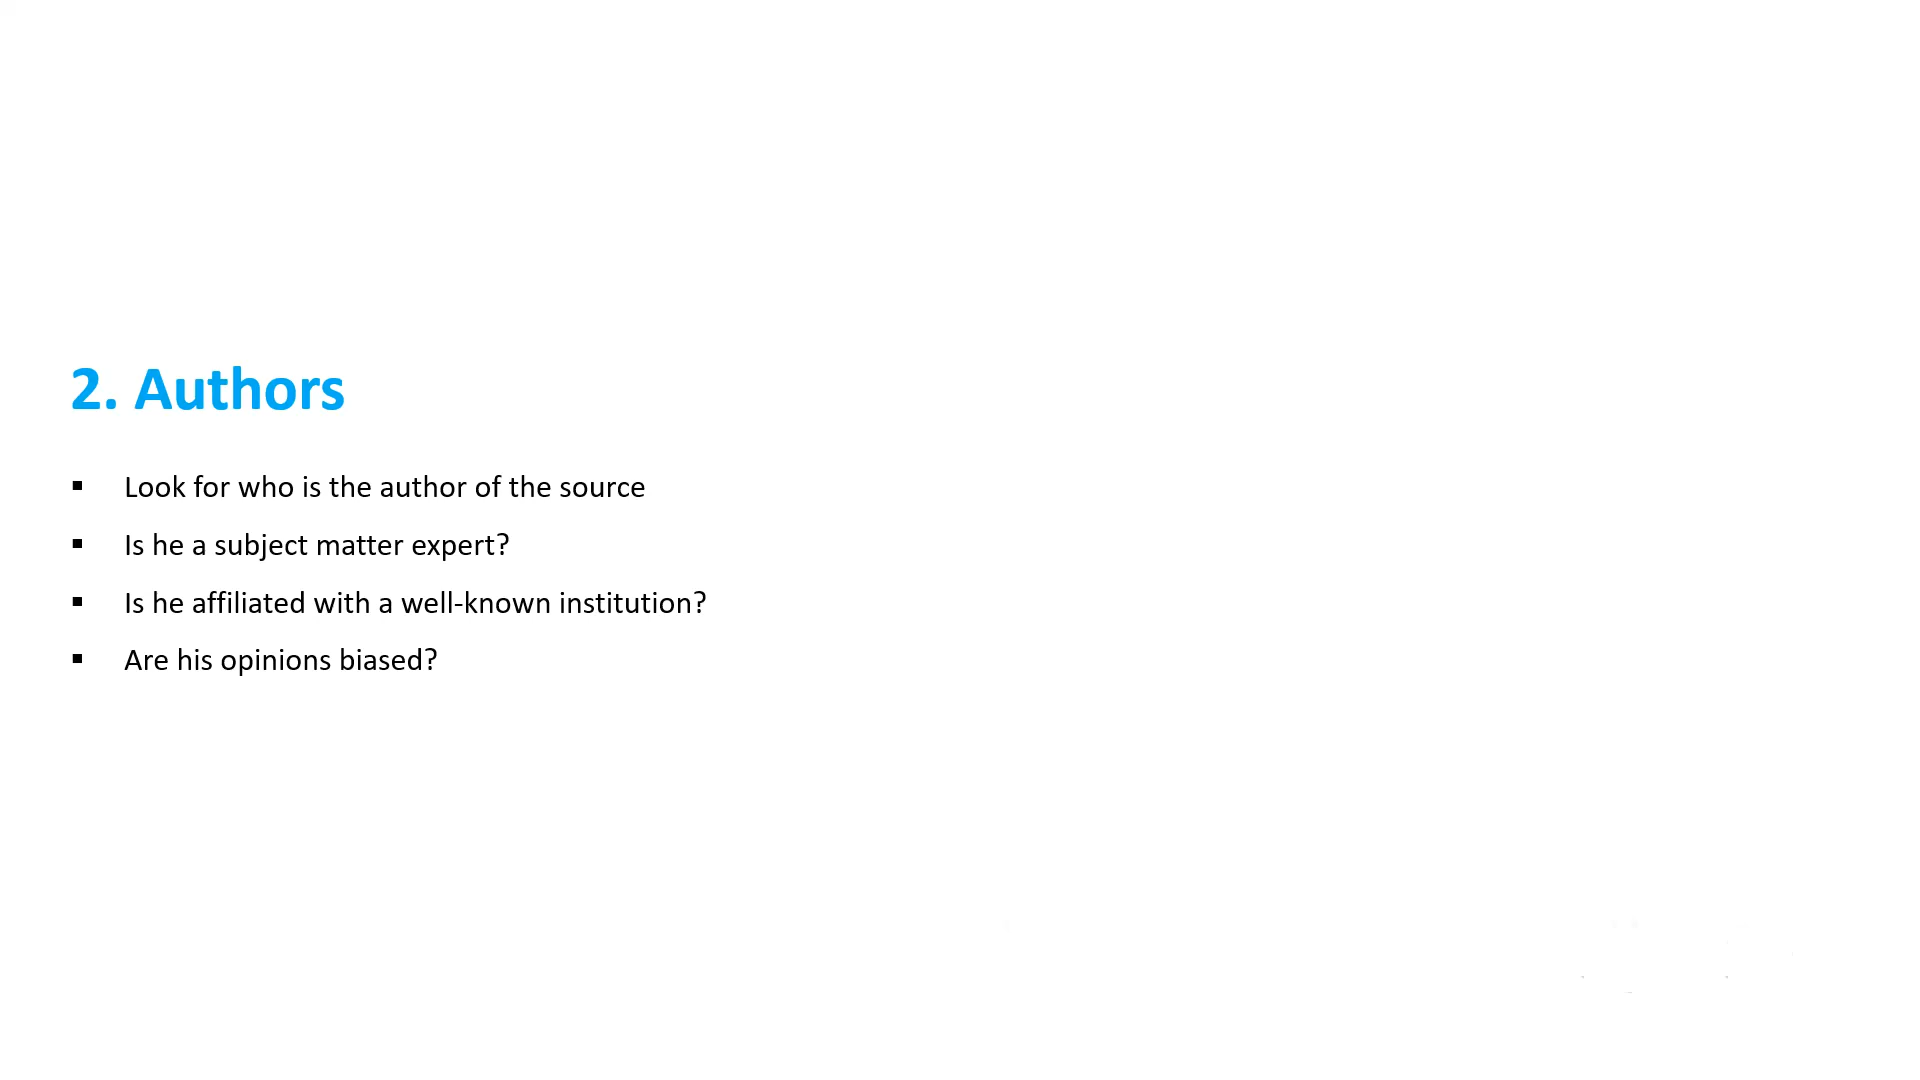 2. Authors
▪ Look for who is the author of the source
▪ Is he a subject matter expert?
▪ Is he affiliated with a well-known institution?
▪ Are his opinions biased?